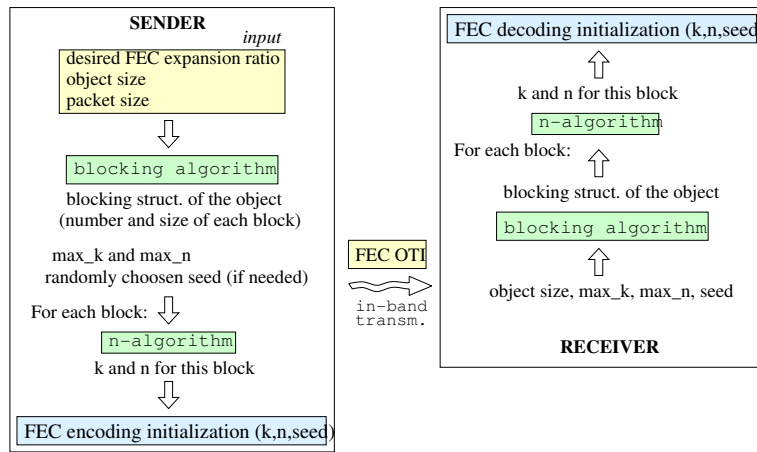 SENDER
input
desired FEC expansion ratio
object size
packet size
blocking algorithm
blocking struct. of the object
(number and size of each block)
max_k and max_n
randomly choosen seed (if needed)
For each block:
n-algorithm
k and n for this block
FEC encoding initialization (k,n,seed)
FEC OTI
in-band
transm.
FEC decoding initialization (k,n,seed
k and n for this block
n-algorithm
For each block:
blocking struct. of the object
blocking algorithm
object size, max_k, max_n, seed
RECEIVER